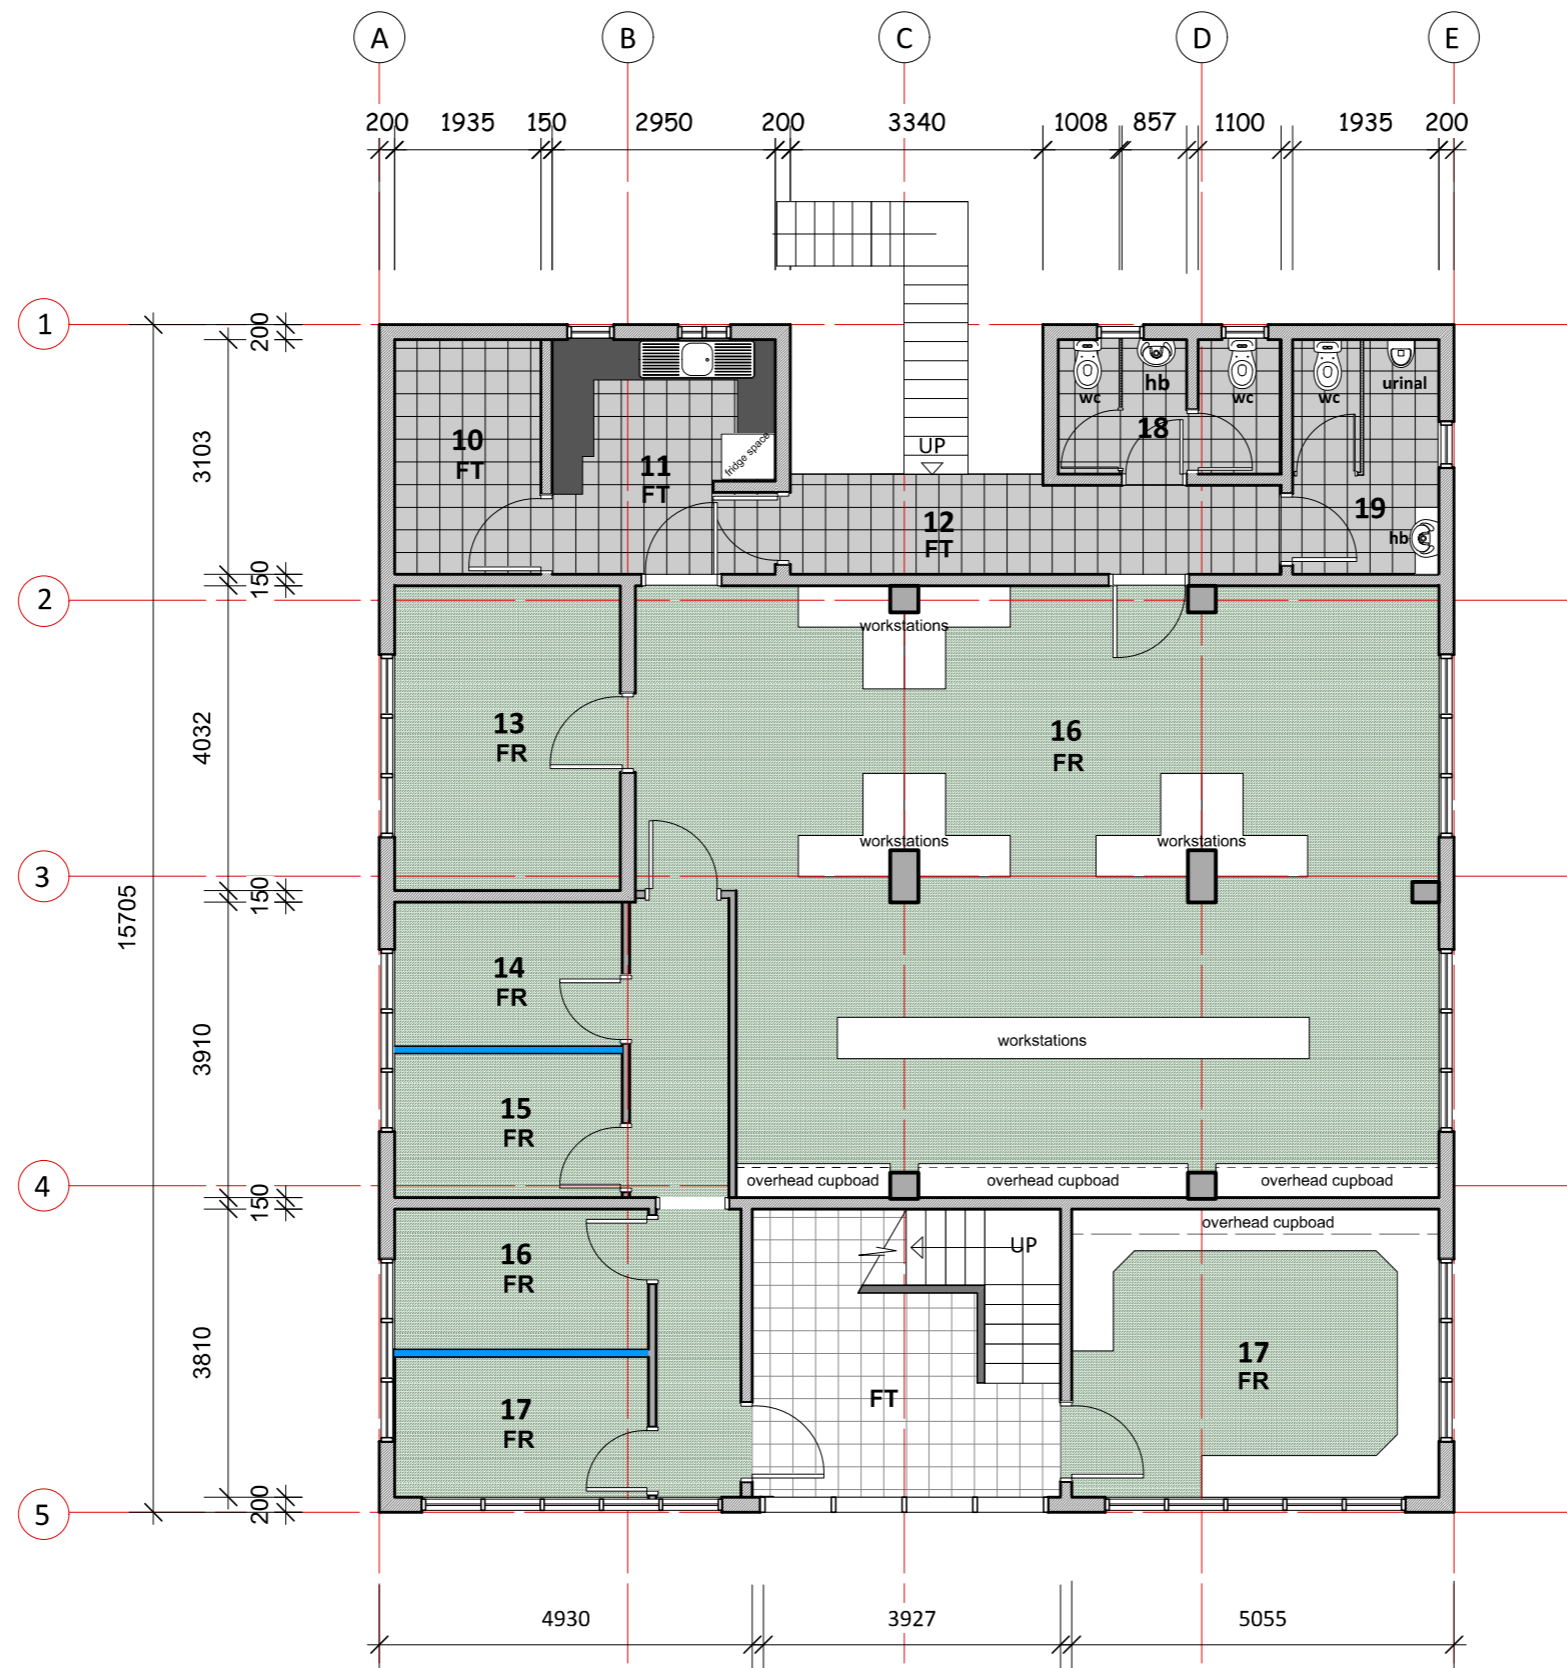 A B C D E
200 1935 150 2950 200 3340 1008 857 1100 1935 200
1
200
UP
wc hb wc wc urinal
3103
10
FT
11
FT
fridge space
18
12
FT
19
hb
150
2
workstations
4032
13
FR
16
FR
workstations workstations
3
150
15705
14
FR
3910
workstations
15
FR
4
150
overhead cupboad overhead cupboad overhead cupboad
overhead cupboad
16
FR
UP
3810
17
FR
FT
17
FR
200
5
4930 3927 5055